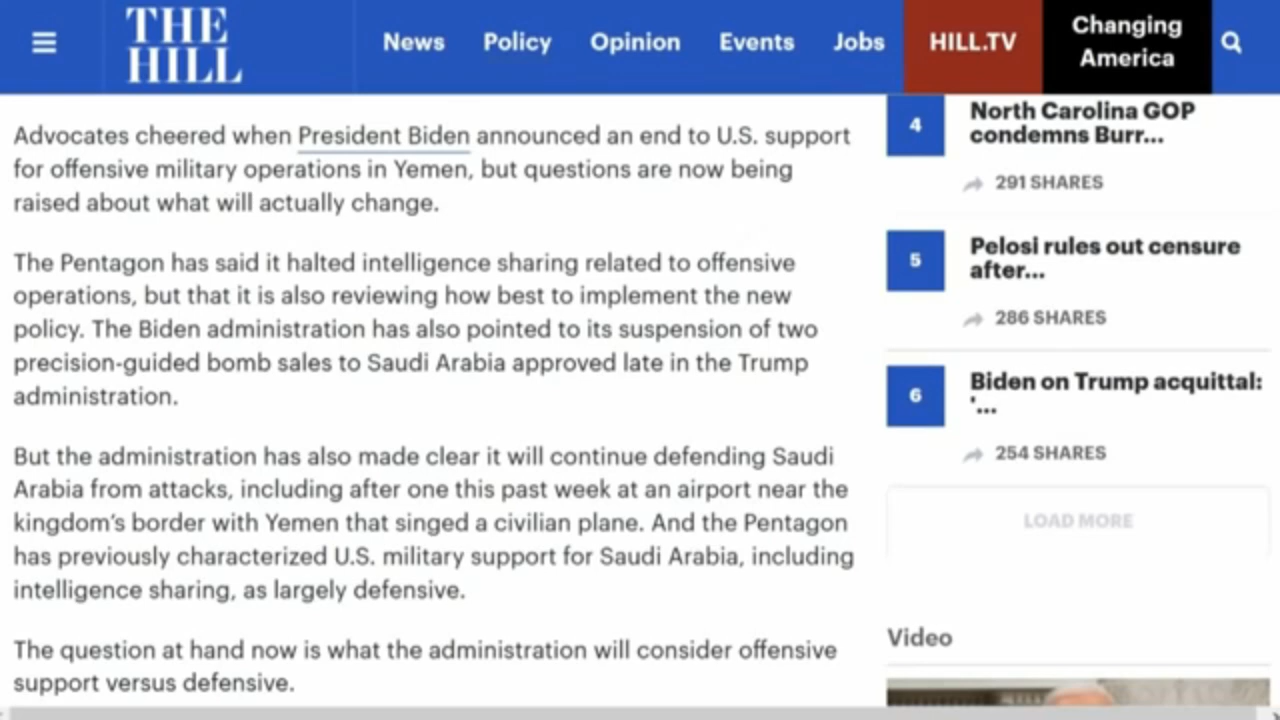 THE
HILL
News Policy Opinion Events Jobs HILL.TV Changing
America
Advocates cheered when President Biden announced an end to U.S. support
for offensive military operations in Yemen, but questions are now being
raised about what will actually change.
The Pentagon has said it halted intelligence sharing related to offensive
operations, but that it is also reviewing how best to implement the new
policy. The Biden administration has also pointed to its suspension of two
precision-guided bomb sales to Saudi Arabia approved late in the Trump
administration.
But the administration has also made clear it will continue defending Saudi
Arabia from attacks, including after one this past week at an airport near the
kingdom's border with Yemen that singed a civilian plane. And the Pentagon
has previously characterized U.S. military support for Saudi Arabia, including
intelligence sharing, as largely defensive.
The question at hand now is what the administration will consider offensive
support versus defensive.
4
North Carolina GOP
condemns Burr...
291 SHARES
5
Pelosi rules out censure
after...
286 SHARES
6
Biden on Trump acquittal:
'...
254 SHARES
LOAD MORE
Video